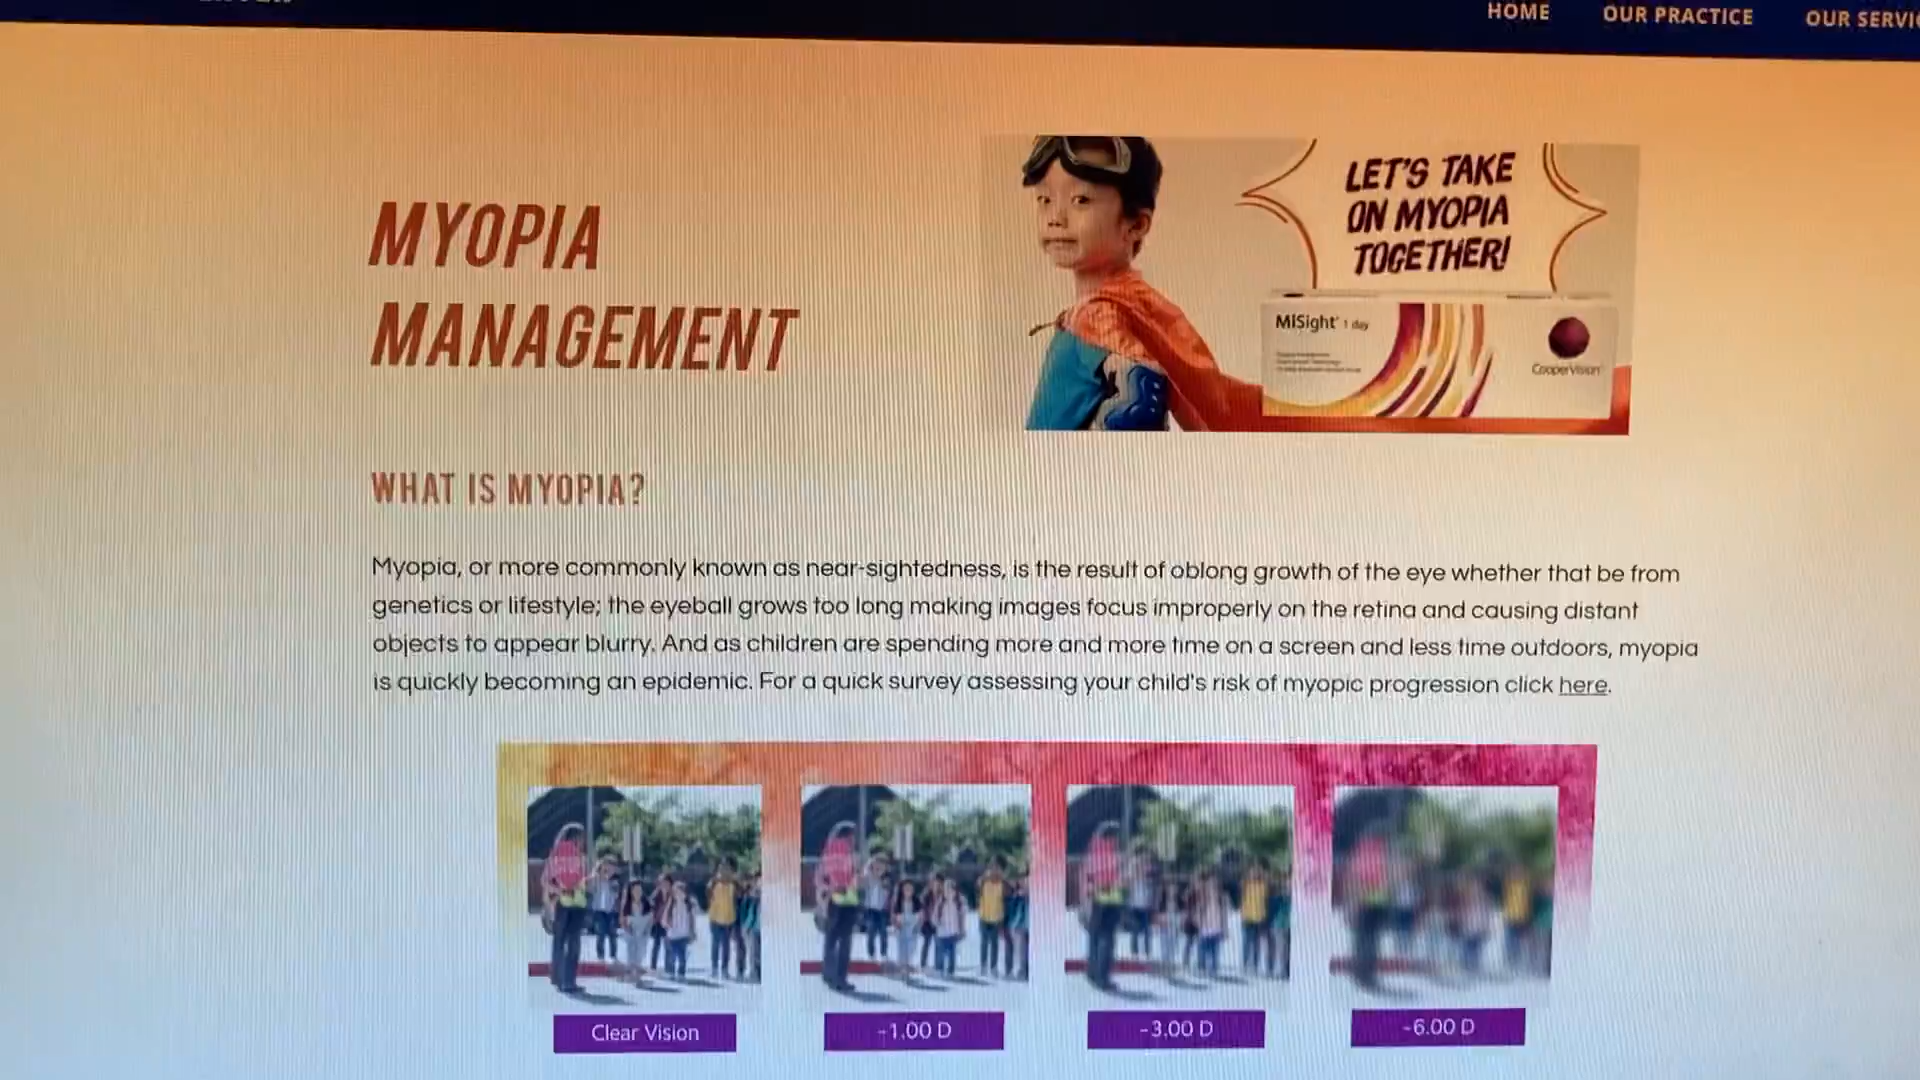 HOME OUR PRACTICE OUR SERVI
MYOPIA
MANAGEMENT
LET'S TAKE
ON MYOPIA
TOGETHER!
MiSight 1 day
CooperVision
WHAT IS MYOPIA?
Myopia, or more commonly known as near-sightedness, is the result of oblong growth of the eye whether that be from
genetics or lifestyle; the eyeball grows too long making images focus improperly on the retina and causing distant
objects to appear blurry. And as children are spending more and more time on a screen and less time outdoors, myopia
is quickly becoming an epidemic. For a quick survey assessing your child's risk of myopic progression click here.
Clear Vision
-1.00 D
-3.00 D
-6.00 D